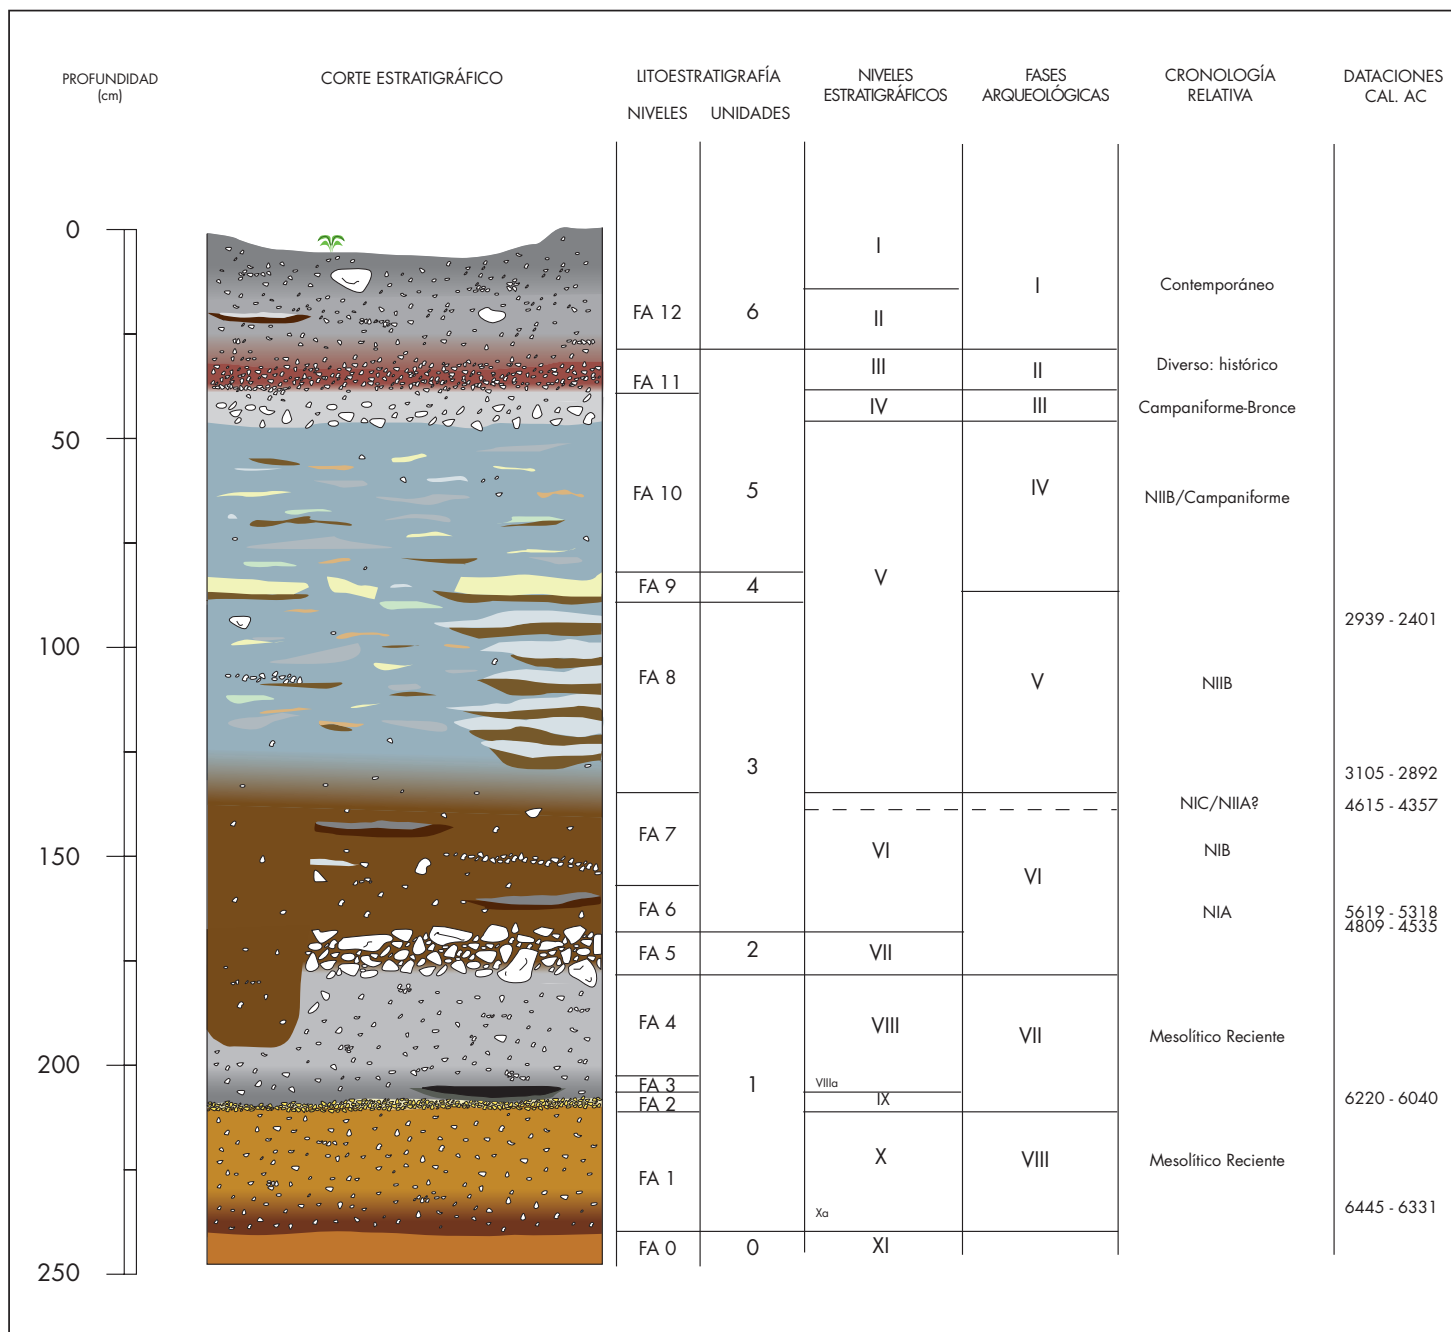 PROFUNDIDAD
(cm)
CORTE ESTRATIGRÁFICO
LITOESTRATIGRAFÍA
NIVELES
UNIDADES
NIVELES
ESTRATIGRÁFICOS
FASES
ARQUEOLÓGICAS
CRONOLOGÍA
RELATIVA
DATACIONES
CAL. AC
0
50
100
150
200
250
FA 12
FA 11
FA 10
FA 9
FA 8
FA 7
FA 6
FA 5
FA 4
FA 3
FA 2
FA 1
FA 0
6
5
4
3
2
1
0
I
II
III
IV
V
VI
VII
VIII
VIIIa
IX
X
Xa
XI
I
II
III
IV
V
VI
VII
VIII
Contemporáneo
Diverso: histórico
Campaniforme-Bronce
NIIB/Campaniforme
NIIB
NIC/NIIA?
NIB
NIA
Mesolítico Reciente
Mesolítico Reciente
2939 - 2401
3105 - 2892
4615 - 4357
5619 - 5318
4809 - 4535
6220 - 6040
6445 - 6331